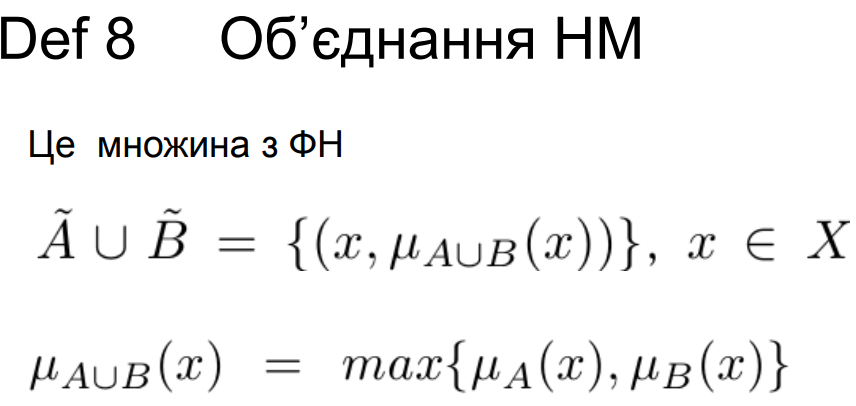 Def 8 Об’єднання НМ
Це множина з ФН
Ã ∪ B̃ = {(x, μ_{A∪B}(x))}, x ∈ X
μ_{A∪B}(x) = max{μ_A(x), μ_B(x)}